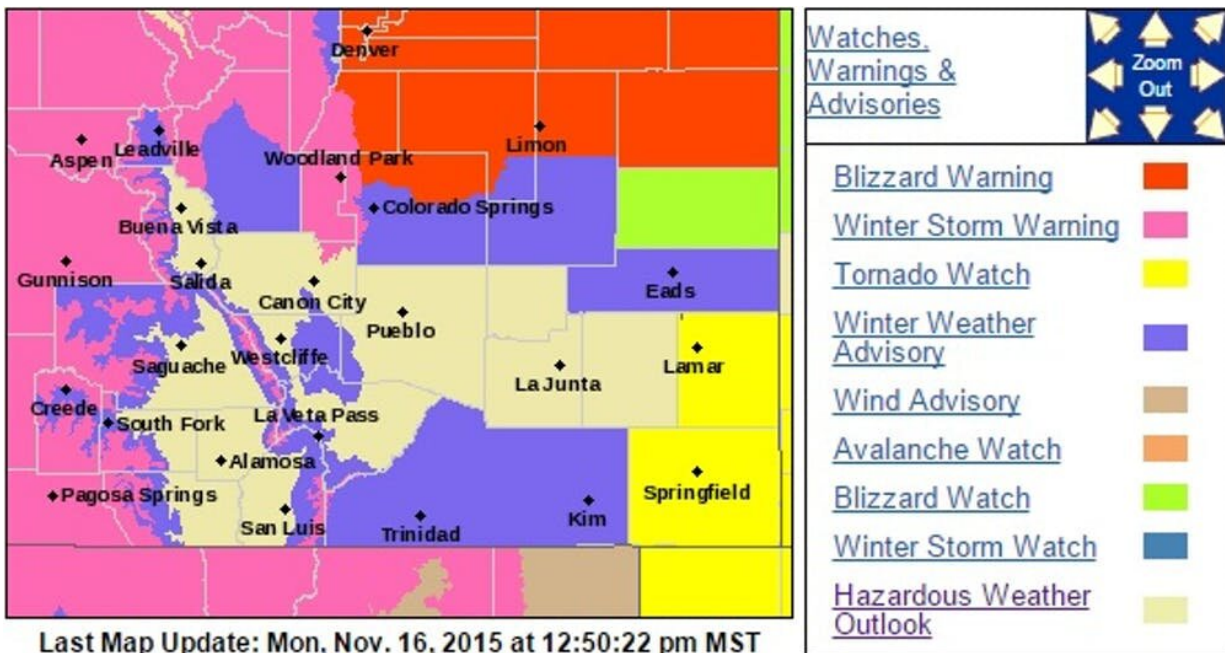 Denver
Aspen
Leadville
Woodland Park
Limon
Buena Vista
Colorado Springs
Gunnison
Salida
Canon City
Eads
Pueblo
Saguache
Westcliffe
La Junta
Lamar
Creede
South Fork
La Veta Pass
Alamosa
Springfield
Pagosa Springs
San Luis
Trinidad
Kim
Last Map Update: Mon, Nov. 16, 2015 at 12:50:22 pm MST
Watches,
Warnings &
Advisories
Zoom
Out
Blizzard Warning
Winter Storm Warning
Tornado Watch
Winter Weather
Advisory
Wind Advisory
Avalanche Watch
Blizzard Watch
Winter Storm Watch
Hazardous Weather
Outlook